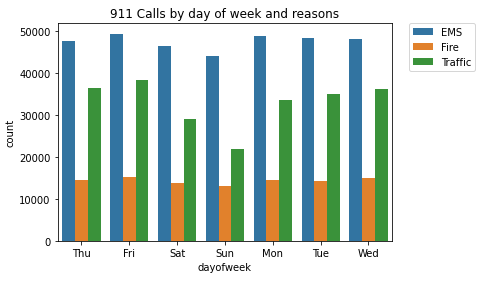 911 Calls by day of week and reasons
EMS
Fire
Traffic
count
50000
40000
30000
20000
10000
0
Thu Fri Sat Sun Mon Tue Wed
dayofweek